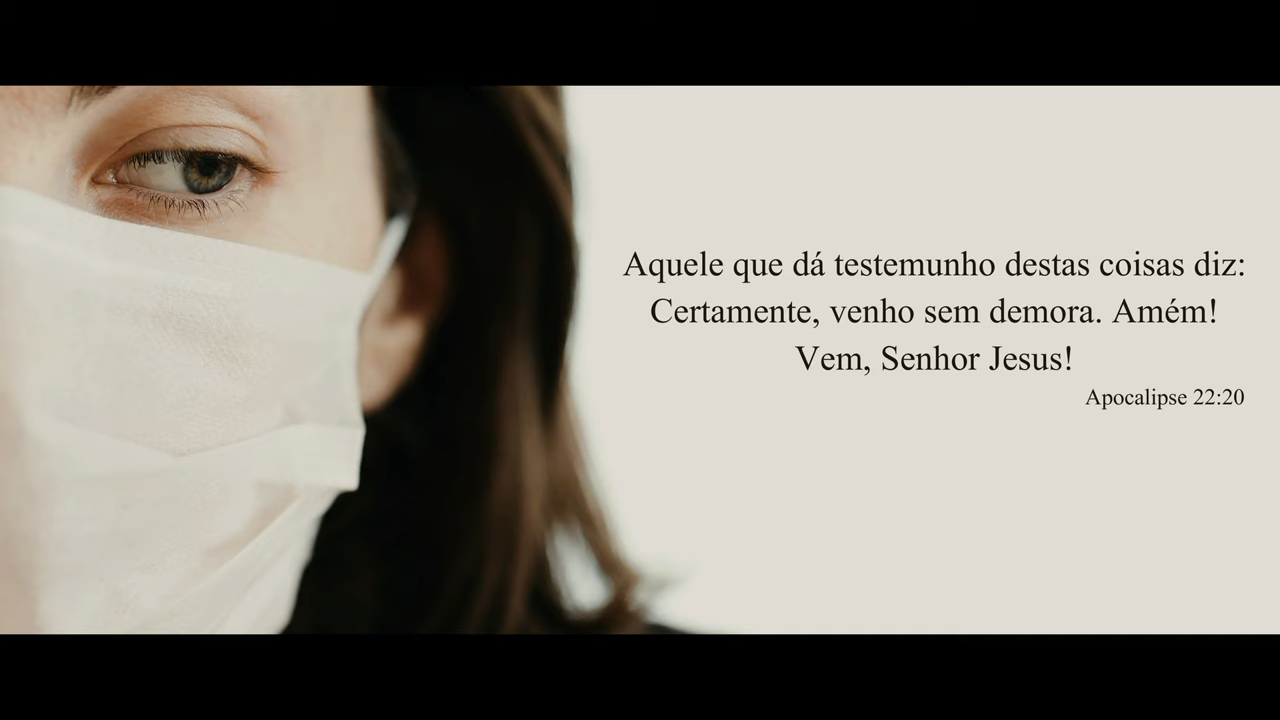 Aquele que dá testemunho destas coisas diz:
Certamente, venho sem demora. Amém!
Vem, Senhor Jesus!
Apocalipse 22:20